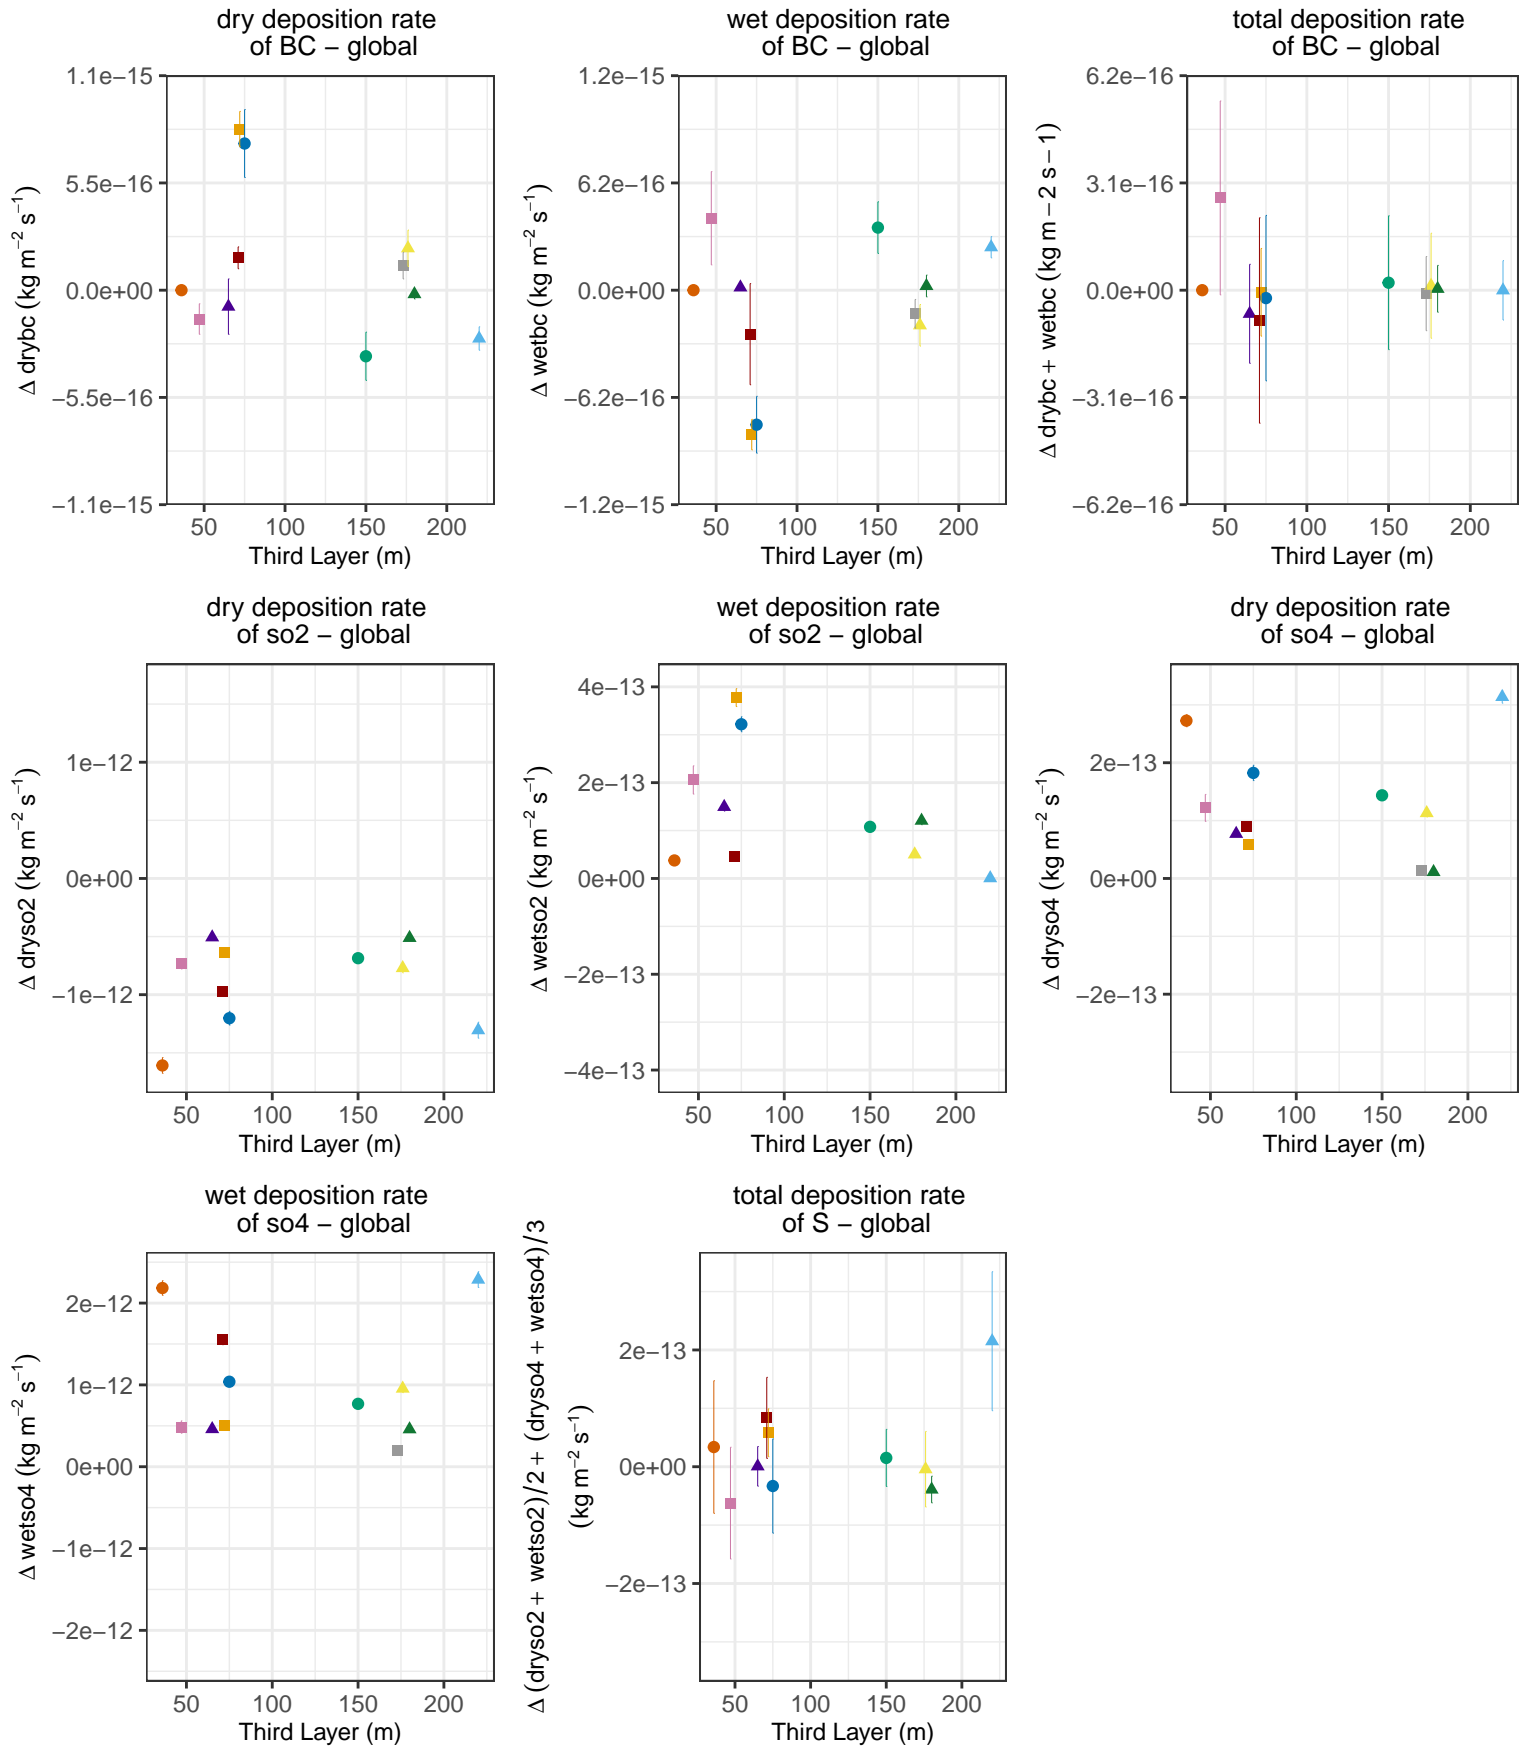 dry deposition rate
of BC − global
Δ drybc (kg m−2 s−1)
1.1e−15
5.5e−16
0.0e+00
−5.5e−16
−1.1e−15
50 100 150 200
Third Layer (m)
wet deposition rate
of BC − global
Δ wetbc (kg m−2 s−1)
1.2e−15
6.2e−16
0.0e+00
−6.2e−16
−1.2e−15
50 100 150 200
Third Layer (m)
total deposition rate
of BC − global
Δ drybc + wetbc (kg m − 2 s − 1)
6.2e−16
3.1e−16
0.0e+00
−3.1e−16
−6.2e−16
50 100 150 200
Third Layer (m)
dry deposition rate
of so2 − global
Δ dryso2 (kg m−2 s−1)
1e−12
0e+00
−1e−12
50 100 150 200
Third Layer (m)
wet deposition rate
of so2 − global
Δ wetso2 (kg m−2 s−1)
4e−13
2e−13
0e+00
−2e−13
−4e−13
50 100 150 200
Third Layer (m)
dry deposition rate
of so4 − global
Δ dryso4 (kg m−2 s−1)
2e−13
0e+00
−2e−13
50 100 150 200
Third Layer (m)
wet deposition rate
of so4 − global
Δ wetso4 (kg m−2 s−1)
2e−12
1e−12
0e+00
−1e−12
−2e−12
50 100 150 200
Third Layer (m)
total deposition rate
of S − global
Δ (dryso2 + wetso2)/2 + (dryso4 + wetso4)/3
(kg m−2 s−1)
2e−13
0e+00
−2e−13
50 100 150 200
Third Layer (m)